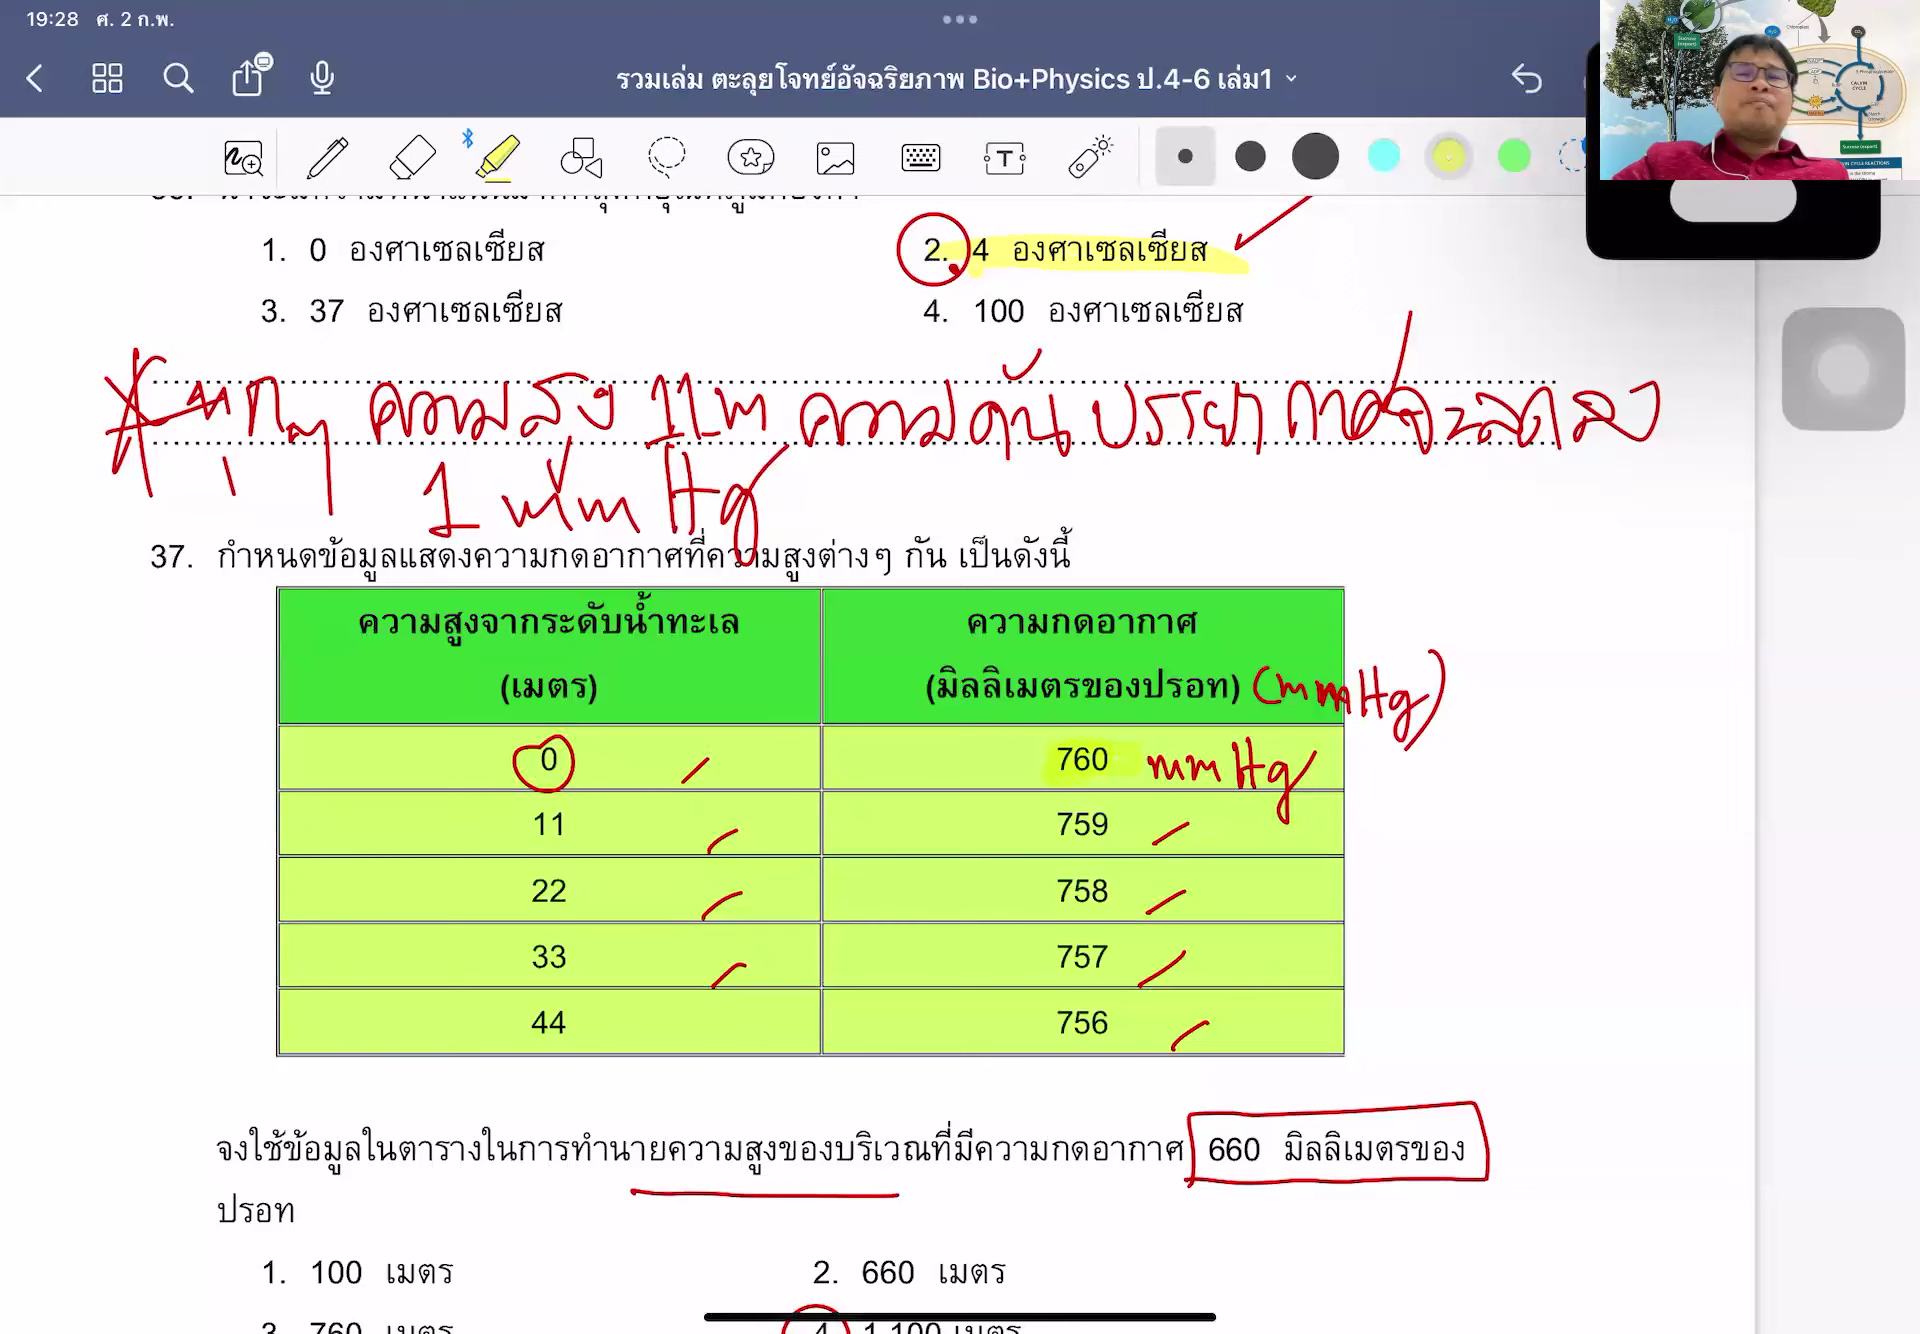 19:28 ศ. 2 ก.พ.
รวมเล่ม ตะลุยโจทย์อัจฉริยภาพ Bio+Physics ป.4-6 เล่ม1
1. 0 องศาเซลเซียส
2. 4 องศาเซลเซียส
3. 37 องศาเซลเซียส
4. 100 องศาเซลเซียส
ทุกๆ ความสูง 11 m ความดันบรรยากาศจะลดลง
1 mm Hg
37. กำหนดข้อมูลแสดงความกดอากาศที่ความสูงต่างๆ กัน เป็นดังนี้
ความสูงจากระดับน้ำทะเล ความกดอากาศ
(เมตร) (มิลลิเมตรของปรอท) (mmHg)
0 760 mmHg
11 759
22 758
33 757
44 756
จงใช้ข้อมูลในตารางในการทำนายความสูงของบริเวณที่มีความกดอากาศ 660 มิลลิเมตรของ
ปรอท
1. 100 เมตร
2. 660 เมตร
3. 760 เมตร
4. 1,100 เมตร